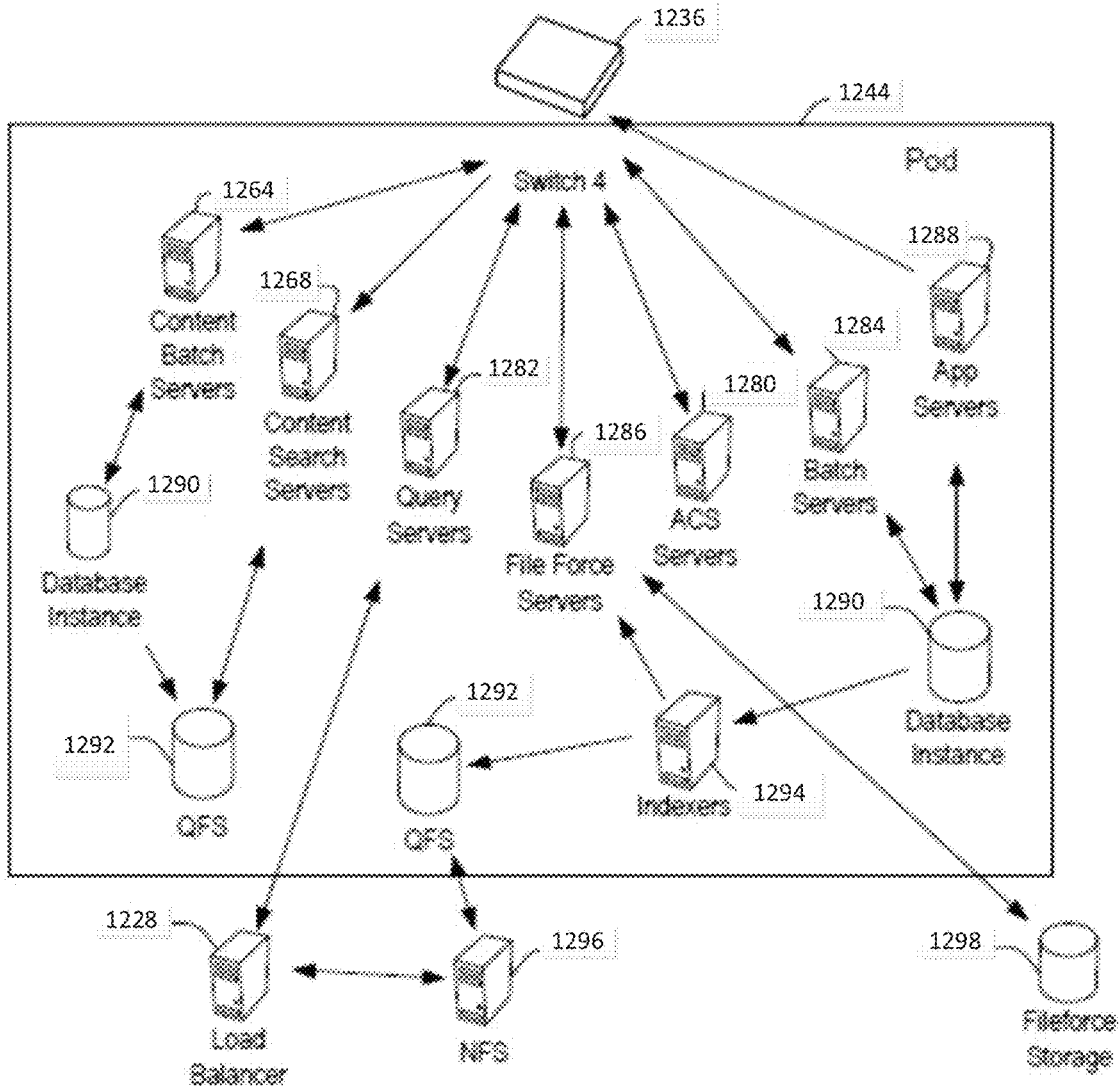 1236
1244
Pod
Switch 4
1264
1288
Content
Batch
Servers
1268
1284
App
Servers
1282
1280
Content
Search
Servers
1286
Batch
Servers
1290
Query
Servers
ACS
Servers
Database
Instance
File Force
Servers
1290
1292
1292
Database
Instance
Indexers
1294
QFS
QFS
1228
1296
1298
Load
Balancer
NFS
Fileforce
Storage